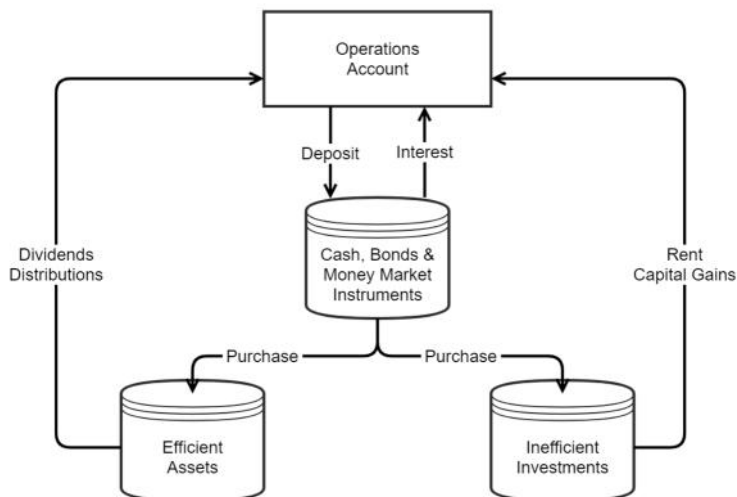 Operations
Account
Deposit
Interest
Cash, Bonds &
Money Market
Instruments
Dividends
Distributions
Rent
Capital Gains
Purchase
Purchase
Efficient
Assets
Inefficient
Investments